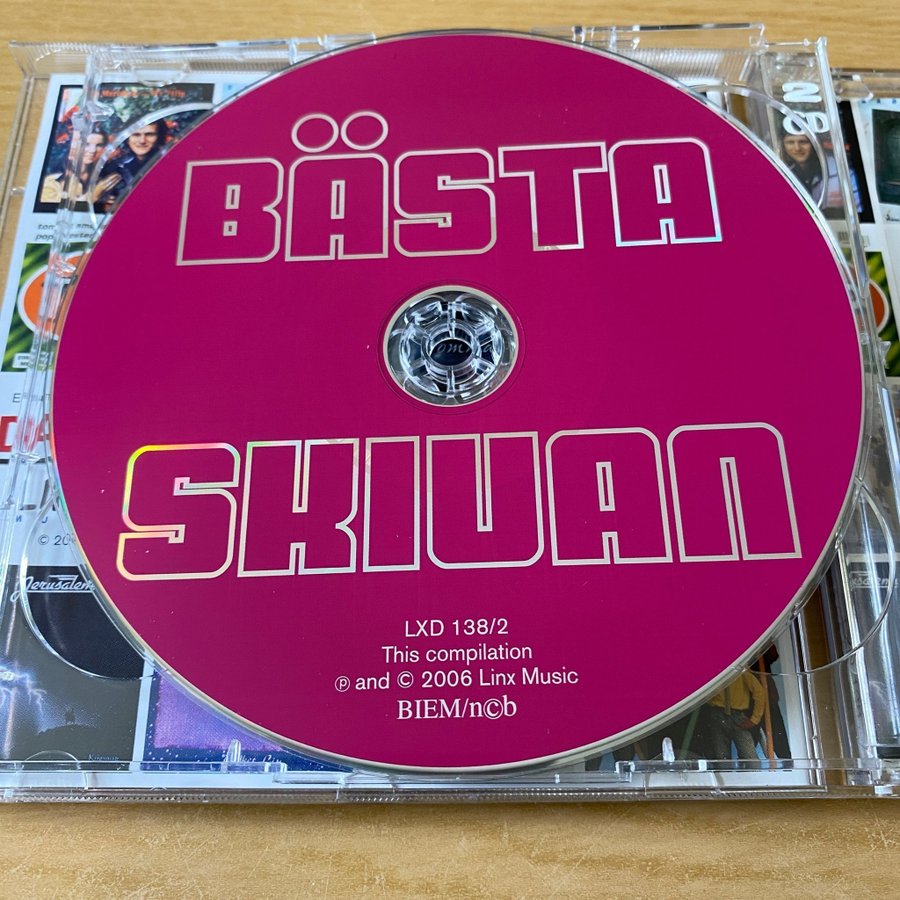 BÄSTA
SKIVAN
LXD 138/2
This compilation
℗ and © 2006 Linx Music
BIEM/n©b
2
CD
Jerusalem